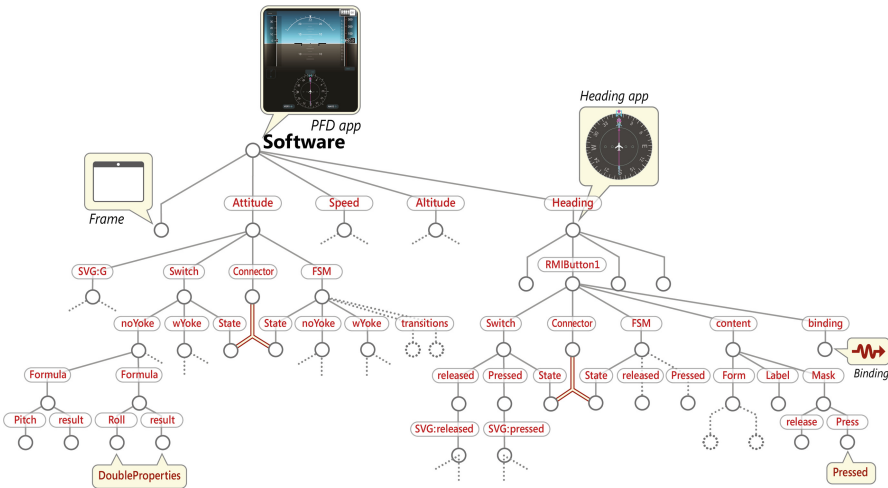 Heading app
PFD app
Software
Frame
Attitude
Speed
Altitude
Heading
SVG:G
Switch
Connector
FSM
RMIButton1
noYoke
wYoke
State
State
noYoke
wYoke
transitions
Switch
Connector
FSM
content
binding
Binding
Formula
Formula
released
Pressed
State
State
released
Pressed
Form
Label
Mask
Pitch
result
Roll
result
SVG:released
SVG:pressed
release
Press
DoubleProperties
Pressed